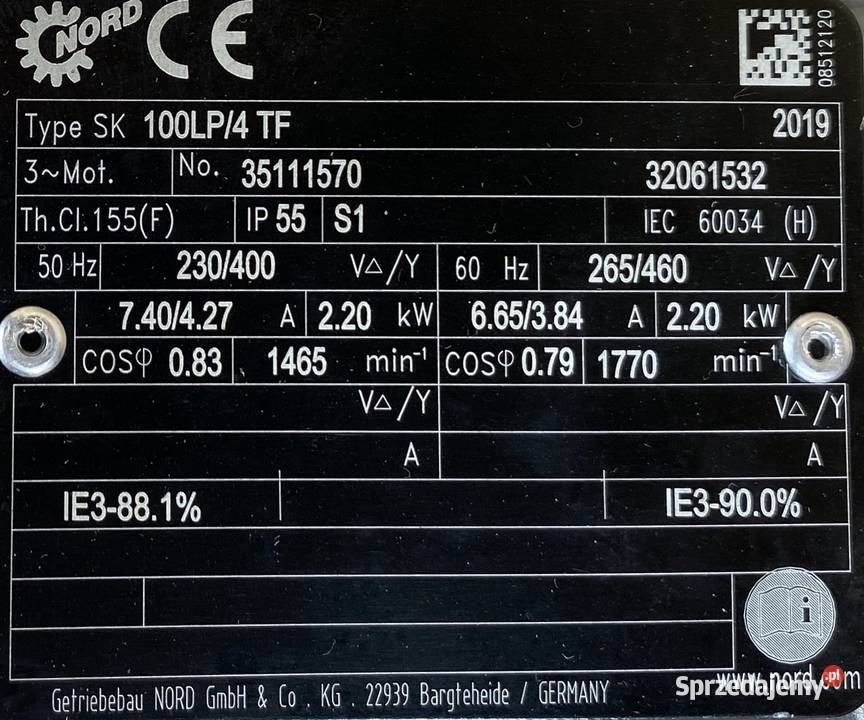 NORD CE
08512120
Type SK 100LP/4 TF 2019
3~Mot. No. 35111570 32061532
Th.Cl.155(F) IP 55 S1 IEC 60034 (H)
50 Hz 230/400 V△/Y 60 Hz 265/460 V△/Y
7.40/4.27 A 2.20 kW 6.65/3.84 A 2.20 kW
cosφ 0.83 1465 min⁻¹ cosφ 0.79 1770 min⁻¹
V△/Y V△/Y
A A
IE3-88.1% IE3-90.0%
i
www.nord.com
Getriebebau NORD GmbH & Co. KG. 22939 Bargteheide / GERMANY
Sprzedajemy.pl